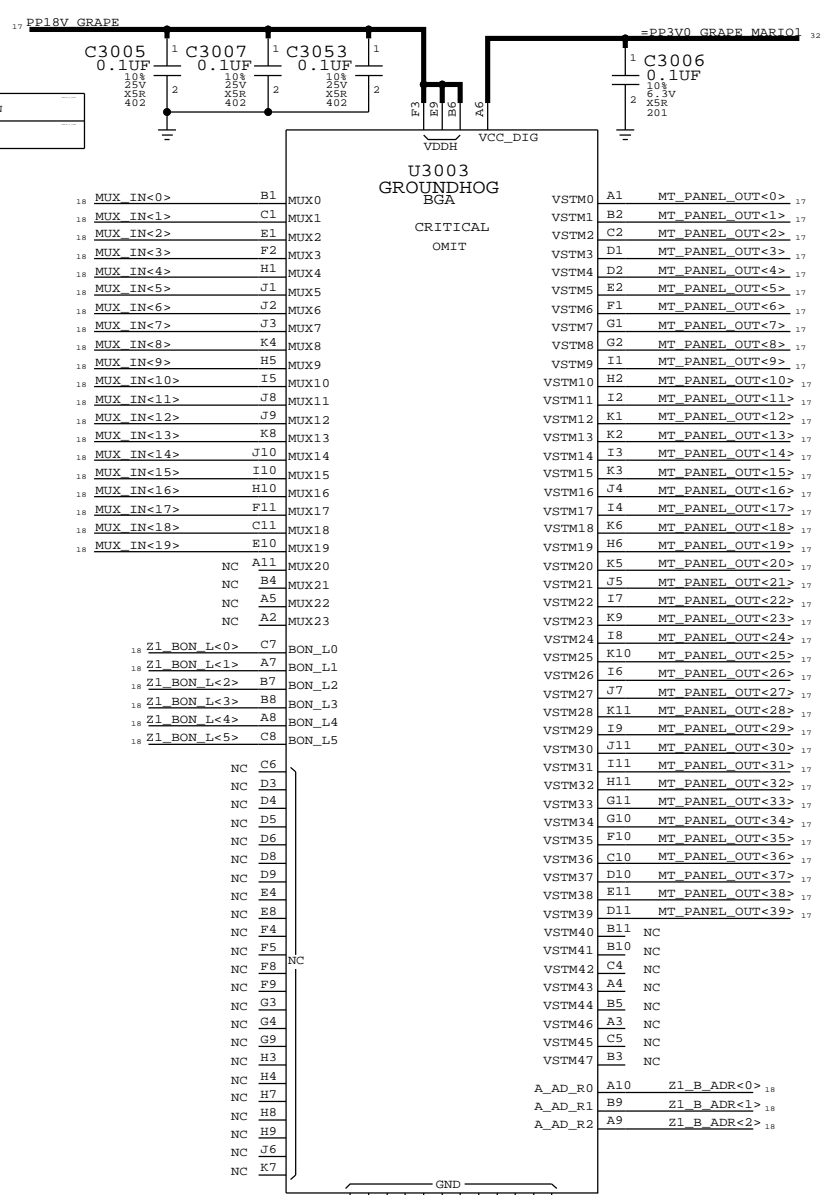 17 PP18V_GRAPE
=PP3V0_GRAPE_MARIO1 32
C3005 1 C3007 1 C3053 1
0.1UF 0.1UF 0.1UF
10% 10% 10%
25V 25V 25V
X5R 2 X5R 2 X5R 2
402 402 402
1 C3006
0.1UF
10%
2 6.3V
X5R
201
F3 E9 B6 A6
VDDH VCC_DIG
U3003
GROUNDHOG
BGA
CRITICAL
OMIT
18 MUX_IN<0> B1 MUX0
18 MUX_IN<1> C1 MUX1
18 MUX_IN<2> E1 MUX2
18 MUX_IN<3> F2 MUX3
18 MUX_IN<4> H1 MUX4
18 MUX_IN<5> J1 MUX5
18 MUX_IN<6> J2 MUX6
18 MUX_IN<7> J3 MUX7
18 MUX_IN<8> K4 MUX8
18 MUX_IN<9> H5 MUX9
18 MUX_IN<10> I5 MUX10
18 MUX_IN<11> J8 MUX11
18 MUX_IN<12> J9 MUX12
18 MUX_IN<13> K8 MUX13
18 MUX_IN<14> J10 MUX14
18 MUX_IN<15> I10 MUX15
18 MUX_IN<16> H10 MUX16
18 MUX_IN<17> F11 MUX17
18 MUX_IN<18> C11 MUX18
18 MUX_IN<19> E10 MUX19
NC A11 MUX20
NC B4 MUX21
NC A5 MUX22
NC A2 MUX23
18 Z1_BON_L<0> C7 BON_L0
18 Z1_BON_L<1> A7 BON_L1
18 Z1_BON_L<2> B7 BON_L2
18 Z1_BON_L<3> B8 BON_L3
18 Z1_BON_L<4> A8 BON_L4
18 Z1_BON_L<5> C8 BON_L5
NC C6
NC D3
NC D4
NC D5
NC D6
NC D8
NC D9
NC E4
NC E8
NC F4
NC F5
NC
NC F8
NC F9
NC G3
NC G4
NC G9
NC H3
NC H4
NC H7
NC H8
NC H9
NC J6
NC K7
VSTM0 A1 MT_PANEL_OUT<0> 17
VSTM1 B2 MT_PANEL_OUT<1> 17
VSTM2 C2 MT_PANEL_OUT<2> 17
VSTM3 D1 MT_PANEL_OUT<3> 17
VSTM4 D2 MT_PANEL_OUT<4> 17
VSTM5 E2 MT_PANEL_OUT<5> 17
VSTM6 F1 MT_PANEL_OUT<6> 17
VSTM7 G1 MT_PANEL_OUT<7> 17
VSTM8 G2 MT_PANEL_OUT<8> 17
VSTM9 I1 MT_PANEL_OUT<9> 17
VSTM10 H2 MT_PANEL_OUT<10> 17
VSTM11 I2 MT_PANEL_OUT<11> 17
VSTM12 K1 MT_PANEL_OUT<12> 17
VSTM13 K2 MT_PANEL_OUT<13> 17
VSTM14 I3 MT_PANEL_OUT<14> 17
VSTM15 K3 MT_PANEL_OUT<15> 17
VSTM16 J4 MT_PANEL_OUT<16> 17
VSTM17 I4 MT_PANEL_OUT<17> 17
VSTM18 K6 MT_PANEL_OUT<18> 17
VSTM19 H6 MT_PANEL_OUT<19> 17
VSTM20 K5 MT_PANEL_OUT<20> 17
VSTM21 J5 MT_PANEL_OUT<21> 17
VSTM22 I7 MT_PANEL_OUT<22> 17
VSTM23 K9 MT_PANEL_OUT<23> 17
VSTM24 I8 MT_PANEL_OUT<24> 17
VSTM25 K10 MT_PANEL_OUT<25> 17
VSTM26 I6 MT_PANEL_OUT<26> 17
VSTM27 J7 MT_PANEL_OUT<27> 17
VSTM28 K11 MT_PANEL_OUT<28> 17
VSTM29 I9 MT_PANEL_OUT<29> 17
VSTM30 J11 MT_PANEL_OUT<30> 17
VSTM31 I11 MT_PANEL_OUT<31> 17
VSTM32 H11 MT_PANEL_OUT<32> 17
VSTM33 G11 MT_PANEL_OUT<33> 17
VSTM34 G10 MT_PANEL_OUT<34> 17
VSTM35 F10 MT_PANEL_OUT<35> 17
VSTM36 C10 MT_PANEL_OUT<36> 17
VSTM37 D10 MT_PANEL_OUT<37> 17
VSTM38 E11 MT_PANEL_OUT<38> 17
VSTM39 D11 MT_PANEL_OUT<39> 17
VSTM40 B11 NC
VSTM41 B10 NC
VSTM42 C4 NC
VSTM43 A4 NC
VSTM44 B5 NC
VSTM46 A3 NC
VSTM45 C5 NC
VSTM47 B3 NC
A_AD_R0 A10 Z1_B_ADR<0> 18
A_AD_R1 B9 Z1_B_ADR<1> 18
A_AD_R2 A9 Z1_B_ADR<2> 18
GND